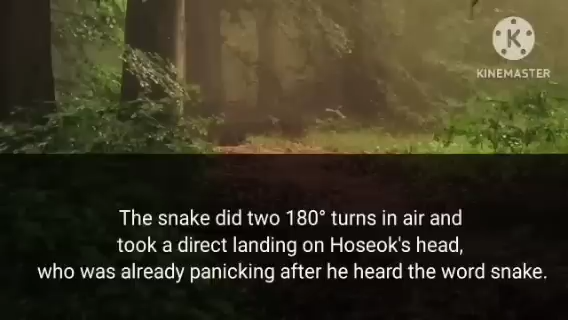 KINEMASTER
The snake did two 180° turns in air and
took a direct landing on Hoseok's head,
who was already panicking after he heard the word snake.